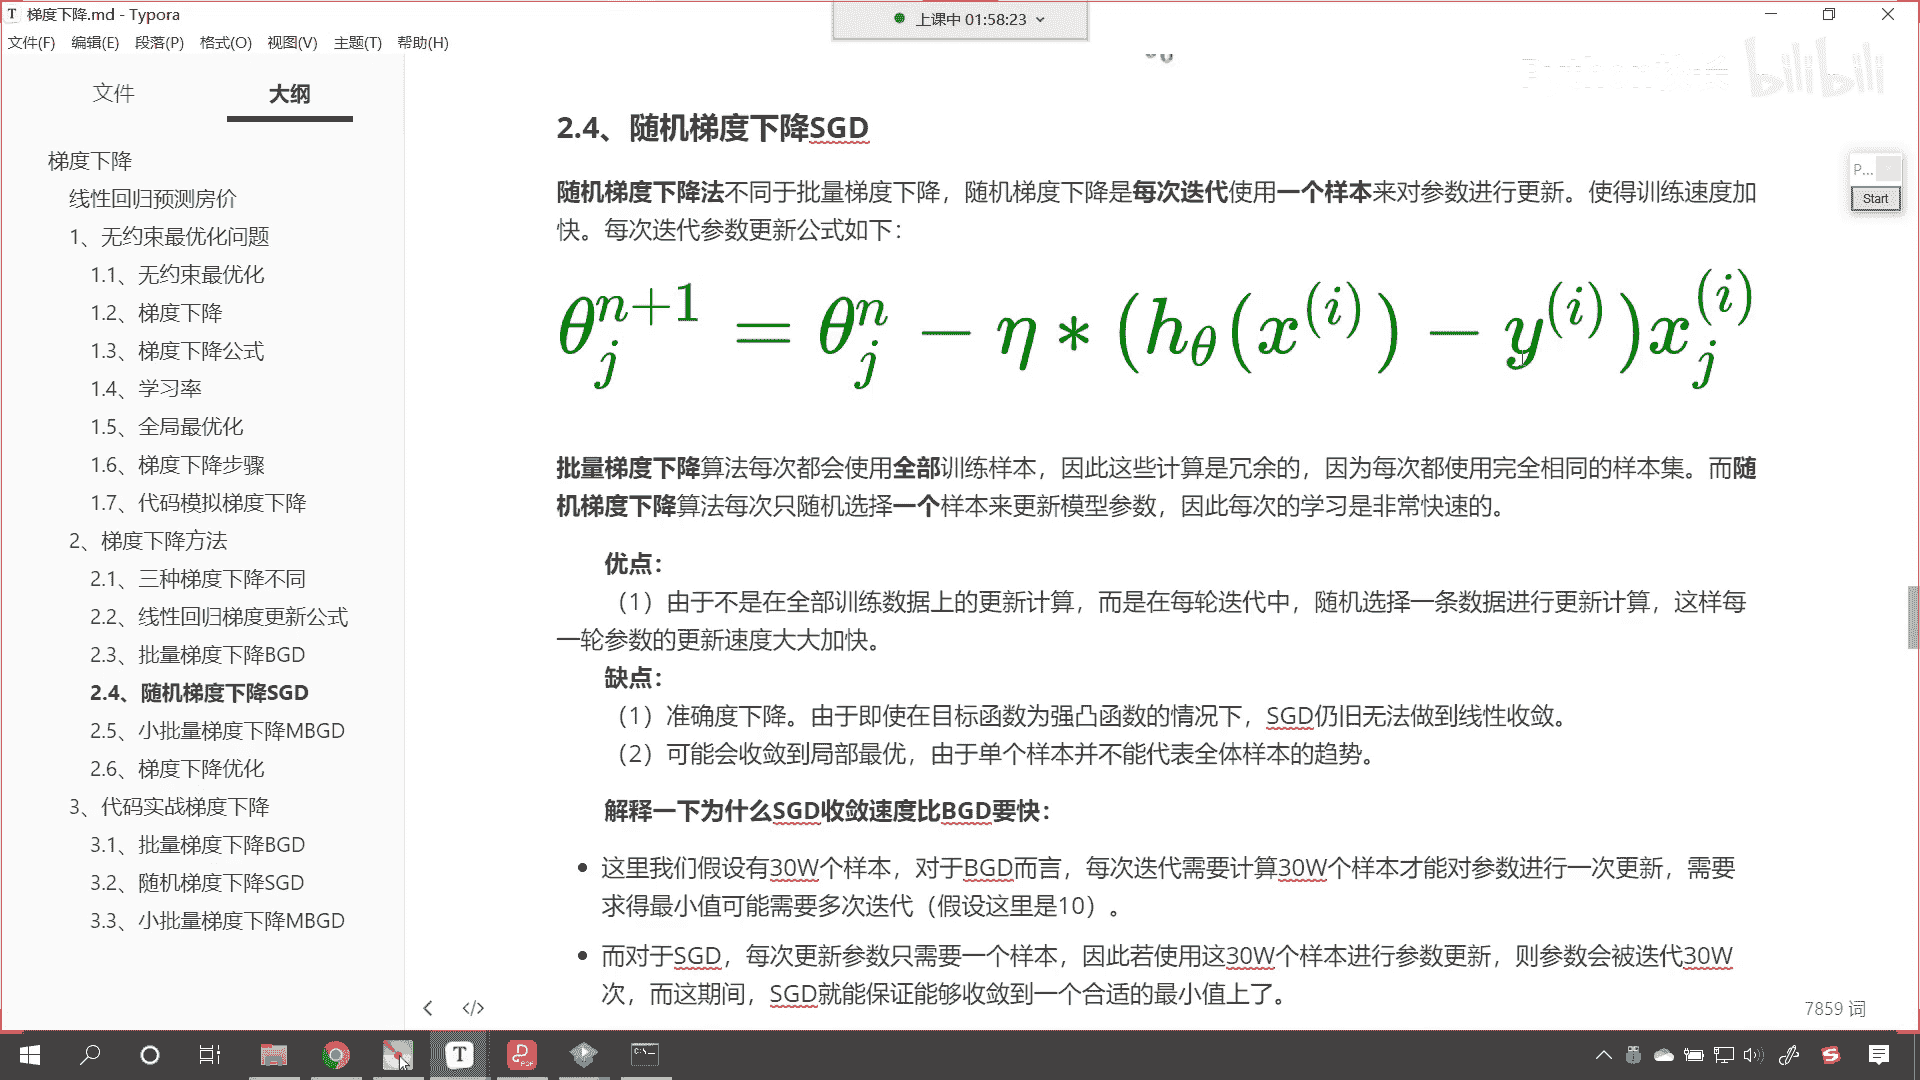 梯度下降.md - Typora
上课中 01:58:23
文件(F) 编辑(E) 段落(P) 格式(O) 视图(V) 主题(T) 帮助(H)
bilibili
文件 大纲
梯度下降
线性回归预测房价
1、无约束最优化问题
1.1、无约束最优化
1.2、梯度下降
1.3、梯度下降公式
1.4、学习率
1.5、全局最优化
1.6、梯度下降步骤
1.7、代码模拟梯度下降
2、梯度下降方法
2.1、三种梯度下降不同
2.2、线性回归梯度更新公式
2.3、批量梯度下降BGD
2.4、随机梯度下降SGD
2.5、小批量梯度下降MBGD
2.6、梯度下降优化
3、代码实战梯度下降
3.1、批量梯度下降BGD
3.2、随机梯度下降SGD
3.3、小批量梯度下降MBGD
2.4、随机梯度下降SGD
随机梯度下降法不同于批量梯度下降，随机梯度下降是每次迭代使用一个样本来对参数进行更新。使得训练速度加
快。每次迭代参数更新公式如下：
θ_j^{n+1} = θ_j^n − η * (h_θ(x^{(i)}) − y^{(i)})x_j^{(i)}
批量梯度下降算法每次都会使用全部训练样本，因此这些计算是冗余的，因为每次都使用完全相同的样本集。而随
机梯度下降算法每次只随机选择一个样本来更新模型参数，因此每次的学习是非常快速的。
优点：
（1）由于不是在全部训练数据上的更新计算，而是在每轮迭代中，随机选择一条数据进行更新计算，这样每
一轮参数的更新速度大大加快。
缺点：
（1）准确度下降。由于即使在目标函数为强凸函数的情况下，SGD仍旧无法做到线性收敛。
（2）可能会收敛到局部最优，由于单个样本并不能代表全体样本的趋势。
解释一下为什么SGD收敛速度比BGD要快：
这里我们假设有30W个样本，对于BGD而言，每次迭代需要计算30W个样本才能对参数进行一次更新，需要
求得最小值可能需要多次迭代（假设这里是10）。
而对于SGD，每次更新参数只需要一个样本，因此若使用这30W个样本进行参数更新，则参数会被迭代30W
次，而这期间，SGD就能保证能够收敛到一个合适的最小值上了。
P...
Start
</> 7859 词